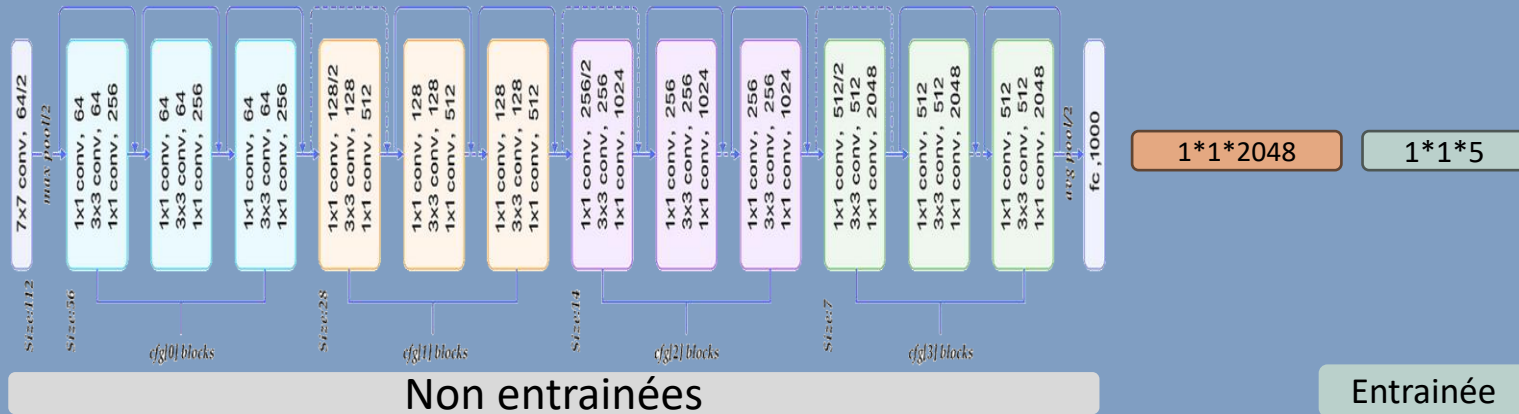 7x7 conv, 64/2
max pool/2
1x1 conv, 64
3x3 conv, 64
1x1 conv, 256
1x1 conv, 64
3x3 conv, 64
1x1 conv, 256
1x1 conv, 64
3x3 conv, 64
1x1 conv, 256
1x1 conv, 128/2
3x3 conv, 128
1x1 conv, 512
1x1 conv, 128
3x3 conv, 128
1x1 conv, 512
1x1 conv, 128
3x3 conv, 128
1x1 conv, 512
1x1 conv, 256/2
3x3 conv, 256
1x1 conv, 1024
1x1 conv, 256
3x3 conv, 256
1x1 conv, 1024
1x1 conv, 256
3x3 conv, 256
1x1 conv, 1024
1x1 conv, 512/2
3x3 conv, 512
1x1 conv, 2048
1x1 conv, 512
3x3 conv, 512
1x1 conv, 2048
1x1 conv, 512
3x3 conv, 512
1x1 conv, 2048
avg pool/2
fc ,1000
1*1*2048
1*1*5
Size:112
Size:56
Size:28
Size:14
Size:7
cfg[0] blocks
cfg[1] blocks
cfg[2] blocks
cfg[3] blocks
Non entrainées
Entrainée